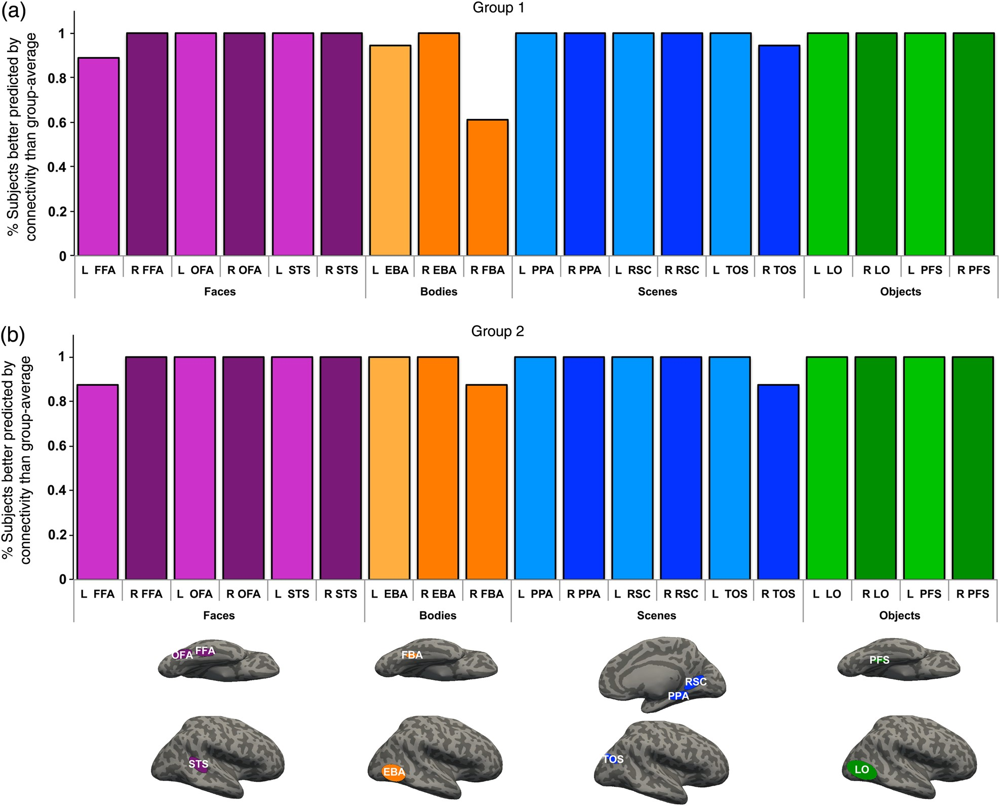 (a)
Group 1
% Subjects better predicted by
connectivity than group-average
1
0.8
0.6
0.4
0.2
0
L FFA R FFA L OFA R OFA L STS R STS L EBA R EBA R FBA L PPA R PPA L RSC R RSC L TOS R TOS L LO R LO L PFS R PFS
Faces Bodies Scenes Objects
(b)
Group 2
% Subjects better predicted by
connectivity than group-average
1
0.8
0.6
0.4
0.2
0
L FFA R FFA L OFA R OFA L STS R STS L EBA R EBA R FBA L PPA R PPA L RSC R RSC L TOS R TOS L LO R LO L PFS R PFS
Faces Bodies Scenes Objects
OFA FFA
FBA
RSC
PPA
PFS
STS
EBA
TOS
LO